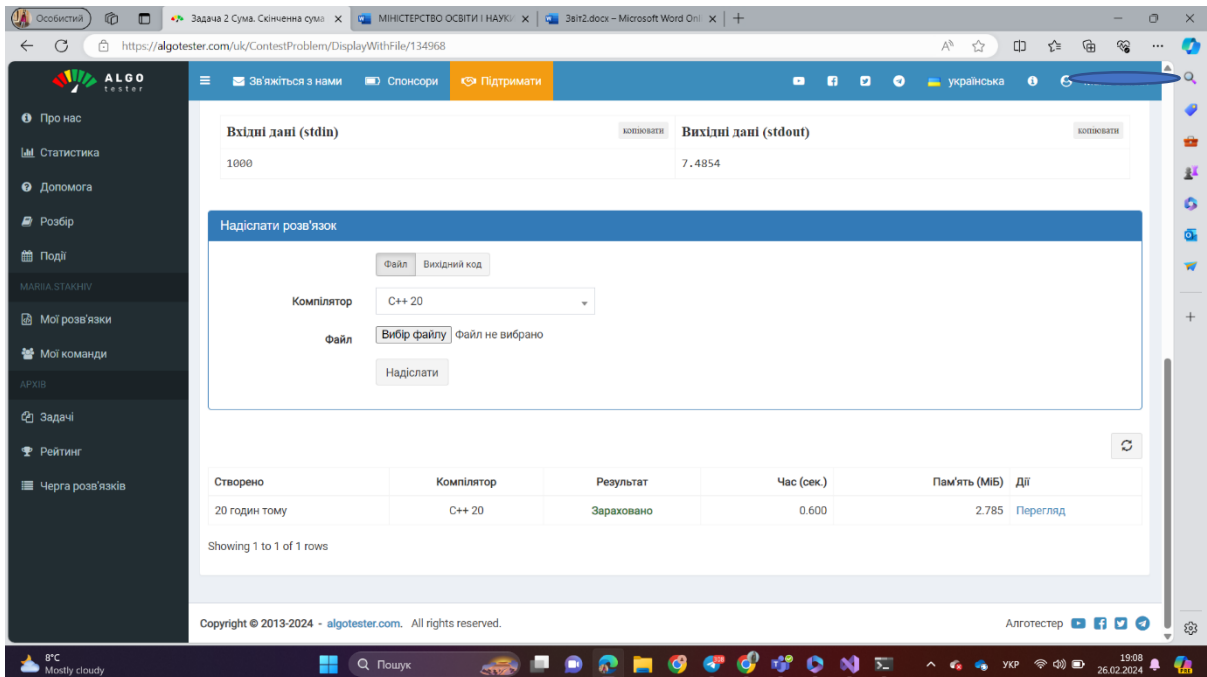 Особистий
Задача 2 Сума. Скінченна сума
МІНІСТЕРСТВО ОСВІТИ І НАУКИ
Звіт2.docx – Microsoft Word Onli
https://algotester.com/uk/ContestProblem/DisplayWithFile/134968
ALGO
tester
Зв'яжіться з нами
Спонсори
Підтримати
українська
Про нас
Статистика
Допомога
Розбір
Події
MARIIA STAKHIV
Мої розв'язки
Мої команди
АРХІВ
Задачі
Рейтинг
Черга розв'язків
Вхідні дані (stdin) копіювати Вихідні дані (stdout) копіювати
1000 7.4854
Надіслати розв'язок
Файл Вихідний код
Компілятор C++ 20
Файл Вибір файлу Файл не вибрано
Надіслати
Створено Компілятор Результат Час (сек.) Пам'ять (МіБ) Дії
20 годин тому C++ 20 Зараховано 0.600 2.785 Перегляд
Showing 1 to 1 of 1 rows
Copyright © 2013-2024 - algotester.com. All rights reserved. Алготестер
8°C
Mostly cloudy
Пошук
УКР
19:08
26.02.2024